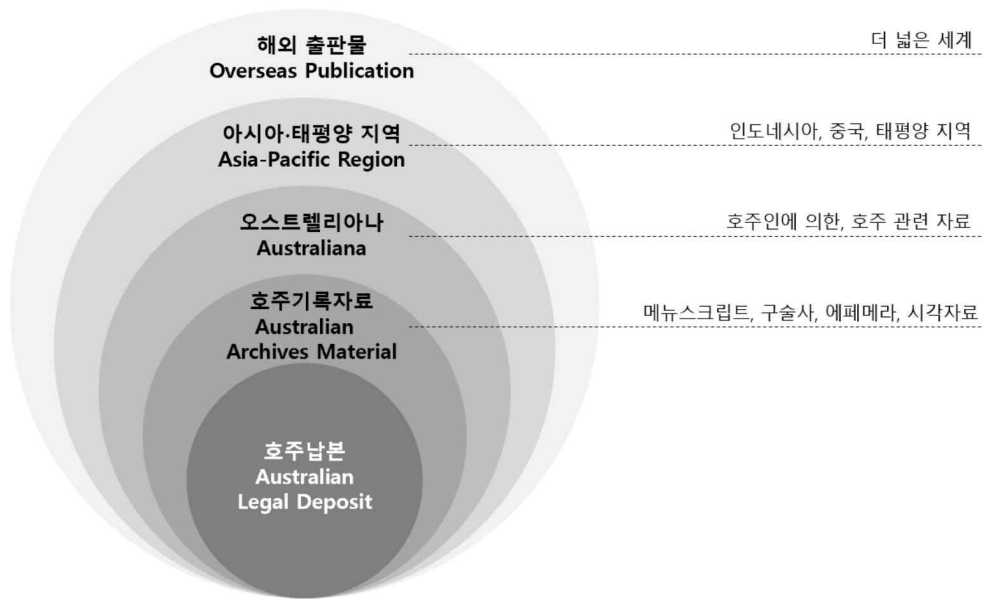 해외 출판물
Overseas Publication
더 넓은 세계
아시아·태평양 지역
Asia-Pacific Region
인도네시아, 중국, 태평양 지역
오스트렐리아나
Australiana
호주인에 의한, 호주 관련 자료
호주기록자료
Australian
Archives Material
메뉴스크립트, 구술사, 에페메라, 시각자료
호주납본
Australian
Legal Deposit